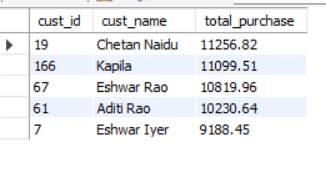 cust_id cust_name total_purchase
19 Chetan Naidu 11256.82
166 Kapila 11099.51
67 Eshwar Rao 10819.96
61 Aditi Rao 10230.64
7 Eshwar Iyer 9188.45